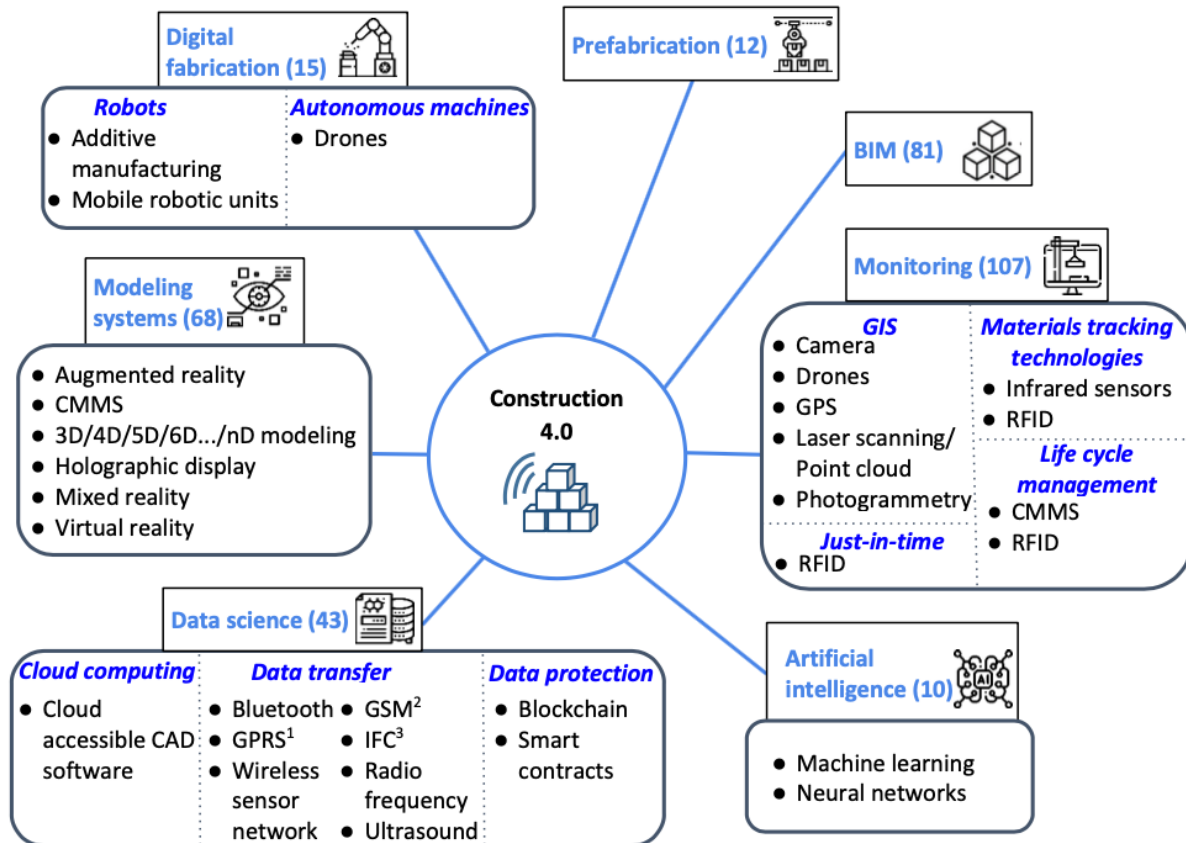 Digital
fabrication (15)
Robots
● Additive
manufacturing
● Mobile robotic units
Autonomous machines
● Drones
Prefabrication (12)
BIM (81)
Monitoring (107)
GIS
● Camera
● Drones
● GPS
● Laser scanning/
Point cloud
● Photogrammetry
Just-in-time
● RFID
Materials tracking
technologies
● Infrared sensors
● RFID
Life cycle
management
● CMMS
● RFID
Modeling
systems (68)
● Augmented reality
● CMMS
● 3D/4D/5D/6D.../nD modeling
● Holographic display
● Mixed reality
● Virtual reality
Construction
4.0
Data science (43)
Cloud computing
● Cloud
accessible CAD
software
Data transfer
● Bluetooth
● GPRS¹
● Wireless
sensor
network
● GSM²
● IFC³
● Radio
frequency
● Ultrasound
Data protection
● Blockchain
● Smart
contracts
Artificial
intelligence (10)
AI
● Machine learning
● Neural networks